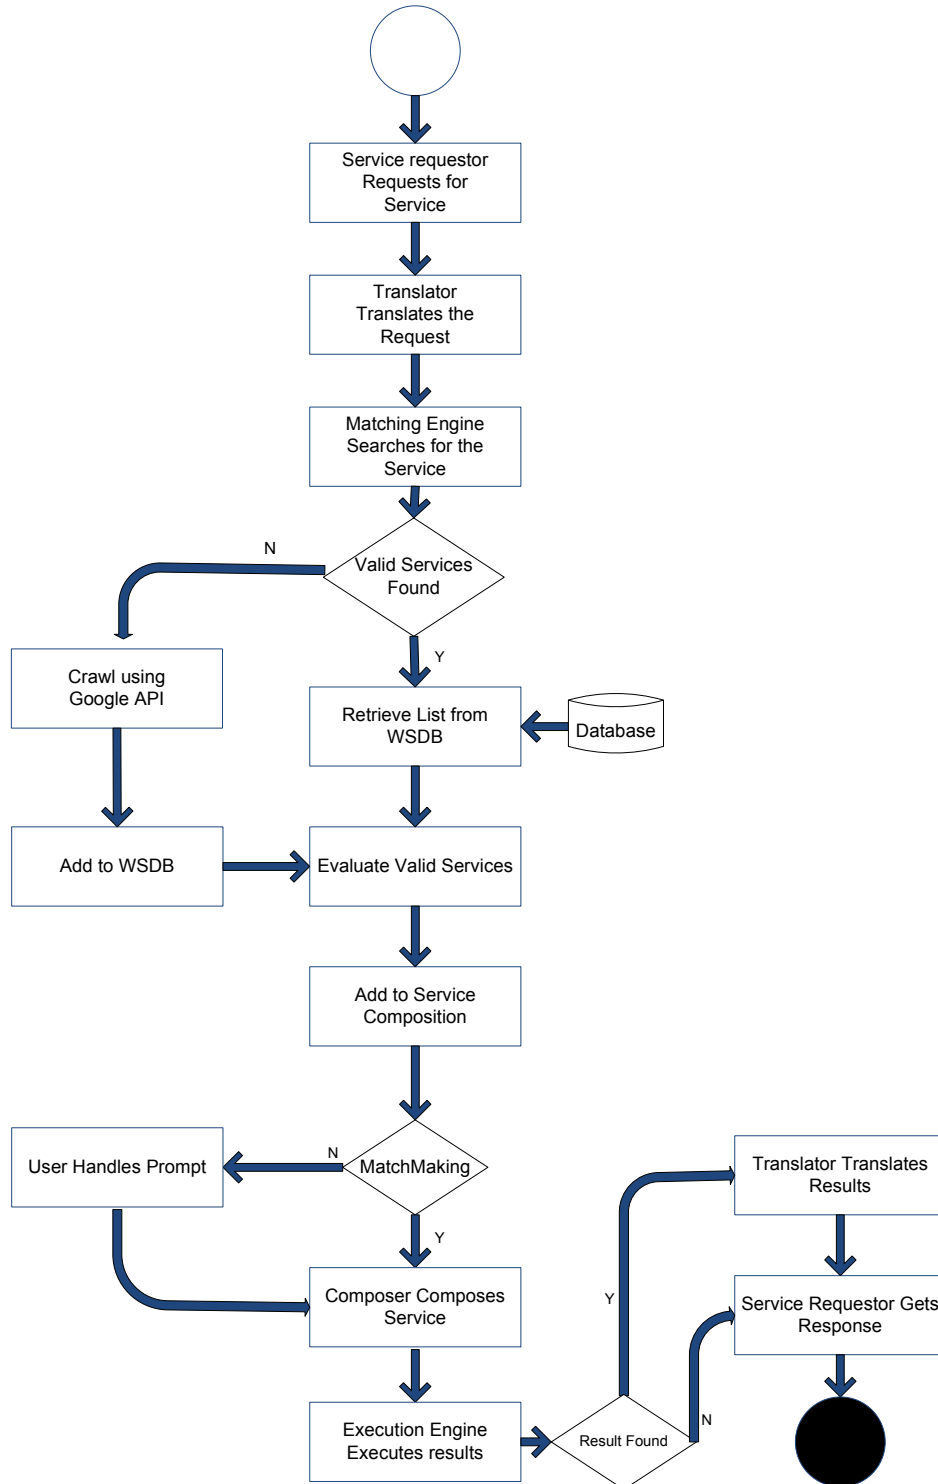 Service requestor
Requests for
Service
Translator
Translates the
Request
Matching Engine
Searches for the
Service
N
Valid Services
Found
Y
Crawl using
Google API
Retrieve List from
WSDB
Database
Add to WSDB
Evaluate Valid Services
Add to Service
Composition
User Handles Prompt
N
MatchMaking
Y
Translator Translates
Results
Composer Composes
Service
Y
Service Requestor Gets
Response
N
Execution Engine
Executes results
Result Found